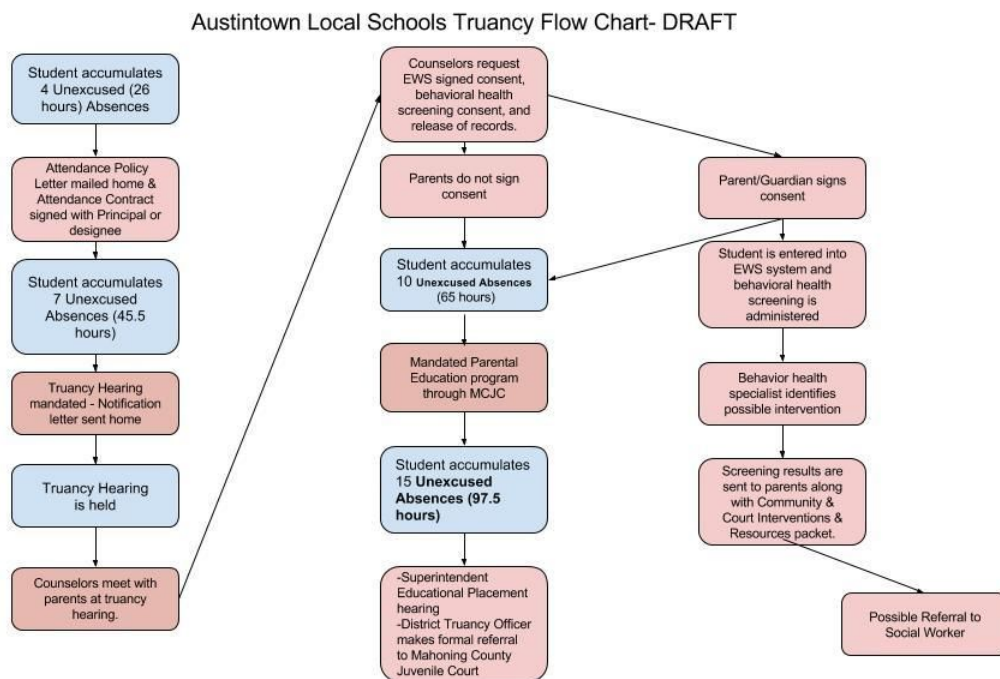 Austintown Local Schools Truancy Flow Chart- DRAFT
Student accumulates
4 Unexcused (26
hours) Absences
Attendance Policy
Letter mailed home &
Attendance Contract
signed with Principal or
designee
Student accumulates
7 Unexcused
Absences (45.5
hours)
Truancy Hearing
mandated - Notification
letter sent home
Truancy Hearing
is held
Counselors meet with
parents at truancy
hearing.
Counselors request
EWS signed consent,
behavioral health
screening consent, and
release of records.
Parents do not sign
consent
Student accumulates
10 Unexcused Absences
(65 hours)
Mandated Parental
Education program
through MCJC
Student accumulates
15 Unexcused
Absences (97.5
hours)
-Superintendent
Educational Placement
hearing
-District Truancy Officer
makes formal referral
to Mahoning County
Juvenile Court
Parent/Guardian signs
consent
Student is entered into
EWS system and
behavioral health
screening is
administered
Behavior health
specialist identifies
possible intervention
Screening results are
sent to parents along
with Community &
Court Interventions &
Resources packet.
Possible Referral to
Social Worker